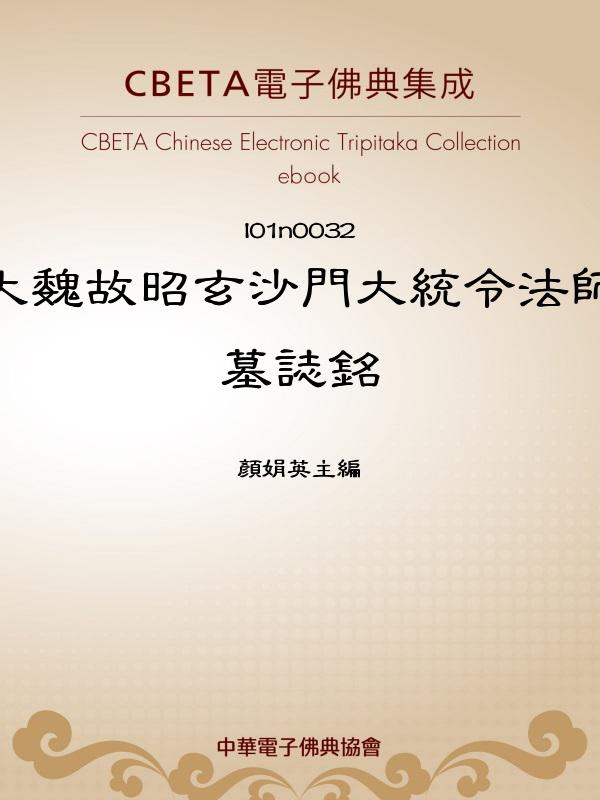 CBETA電子佛典集成
CBETA Chinese Electronic Tripitaka Collection
ebook
I01n0032
大魏故昭玄沙門大統令法師
墓誌銘
顏娟英主編
中華電子佛典協會